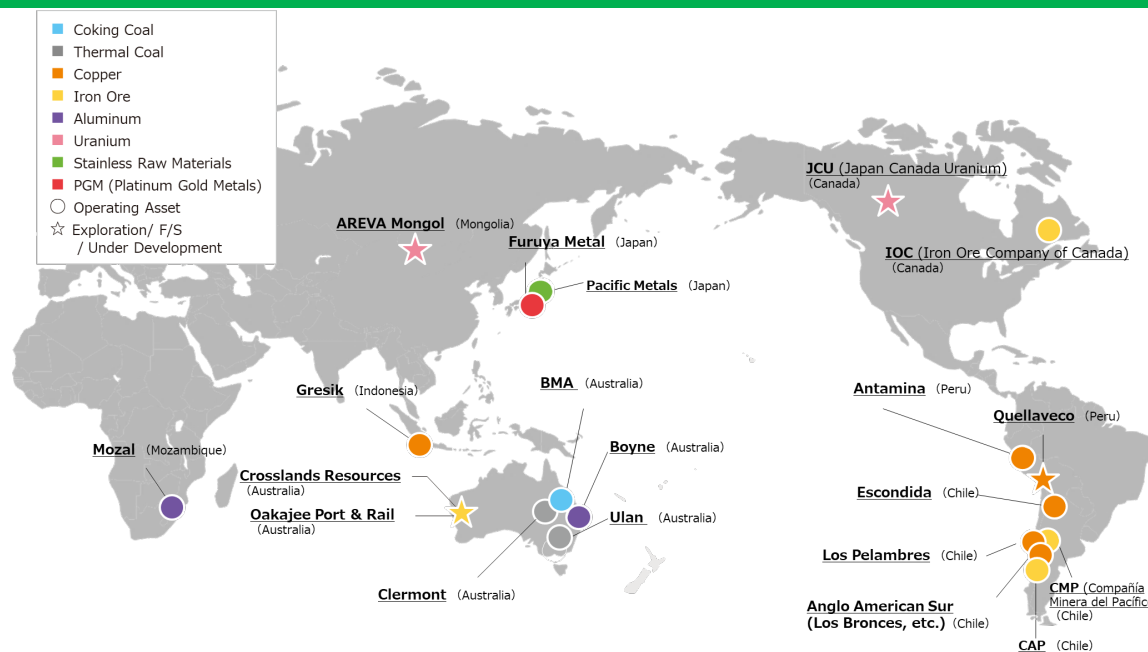 Coking Coal
Thermal Coal
Copper
Iron Ore
Aluminum
Uranium
Stainless Raw Materials
PGM (Platinum Gold Metals)
Operating Asset
Exploration/ F/S
/ Under Development
JCU (Japan Canada Uranium)
(Canada)
AREVA Mongol (Mongolia)
Furuya Metal (Japan)
IOC (Iron Ore Company of Canada)
(Canada)
Pacific Metals (Japan)
BMA (Australia)
Gresik (Indonesia)
Antamina (Peru)
Quellaveco (Peru)
Mozal (Mozambique)
Boyne (Australia)
Crosslands Resources
(Australia)
Escondida (Chile)
Oakajee Port & Rail
(Australia)
Ulan (Australia)
Los Pelambres (Chile)
Clermont (Australia)
CMP (Compañía
Minera del Pacífico
(Chile)
Anglo American Sur
(Los Bronces, etc.) (Chile)
CAP (Chile)